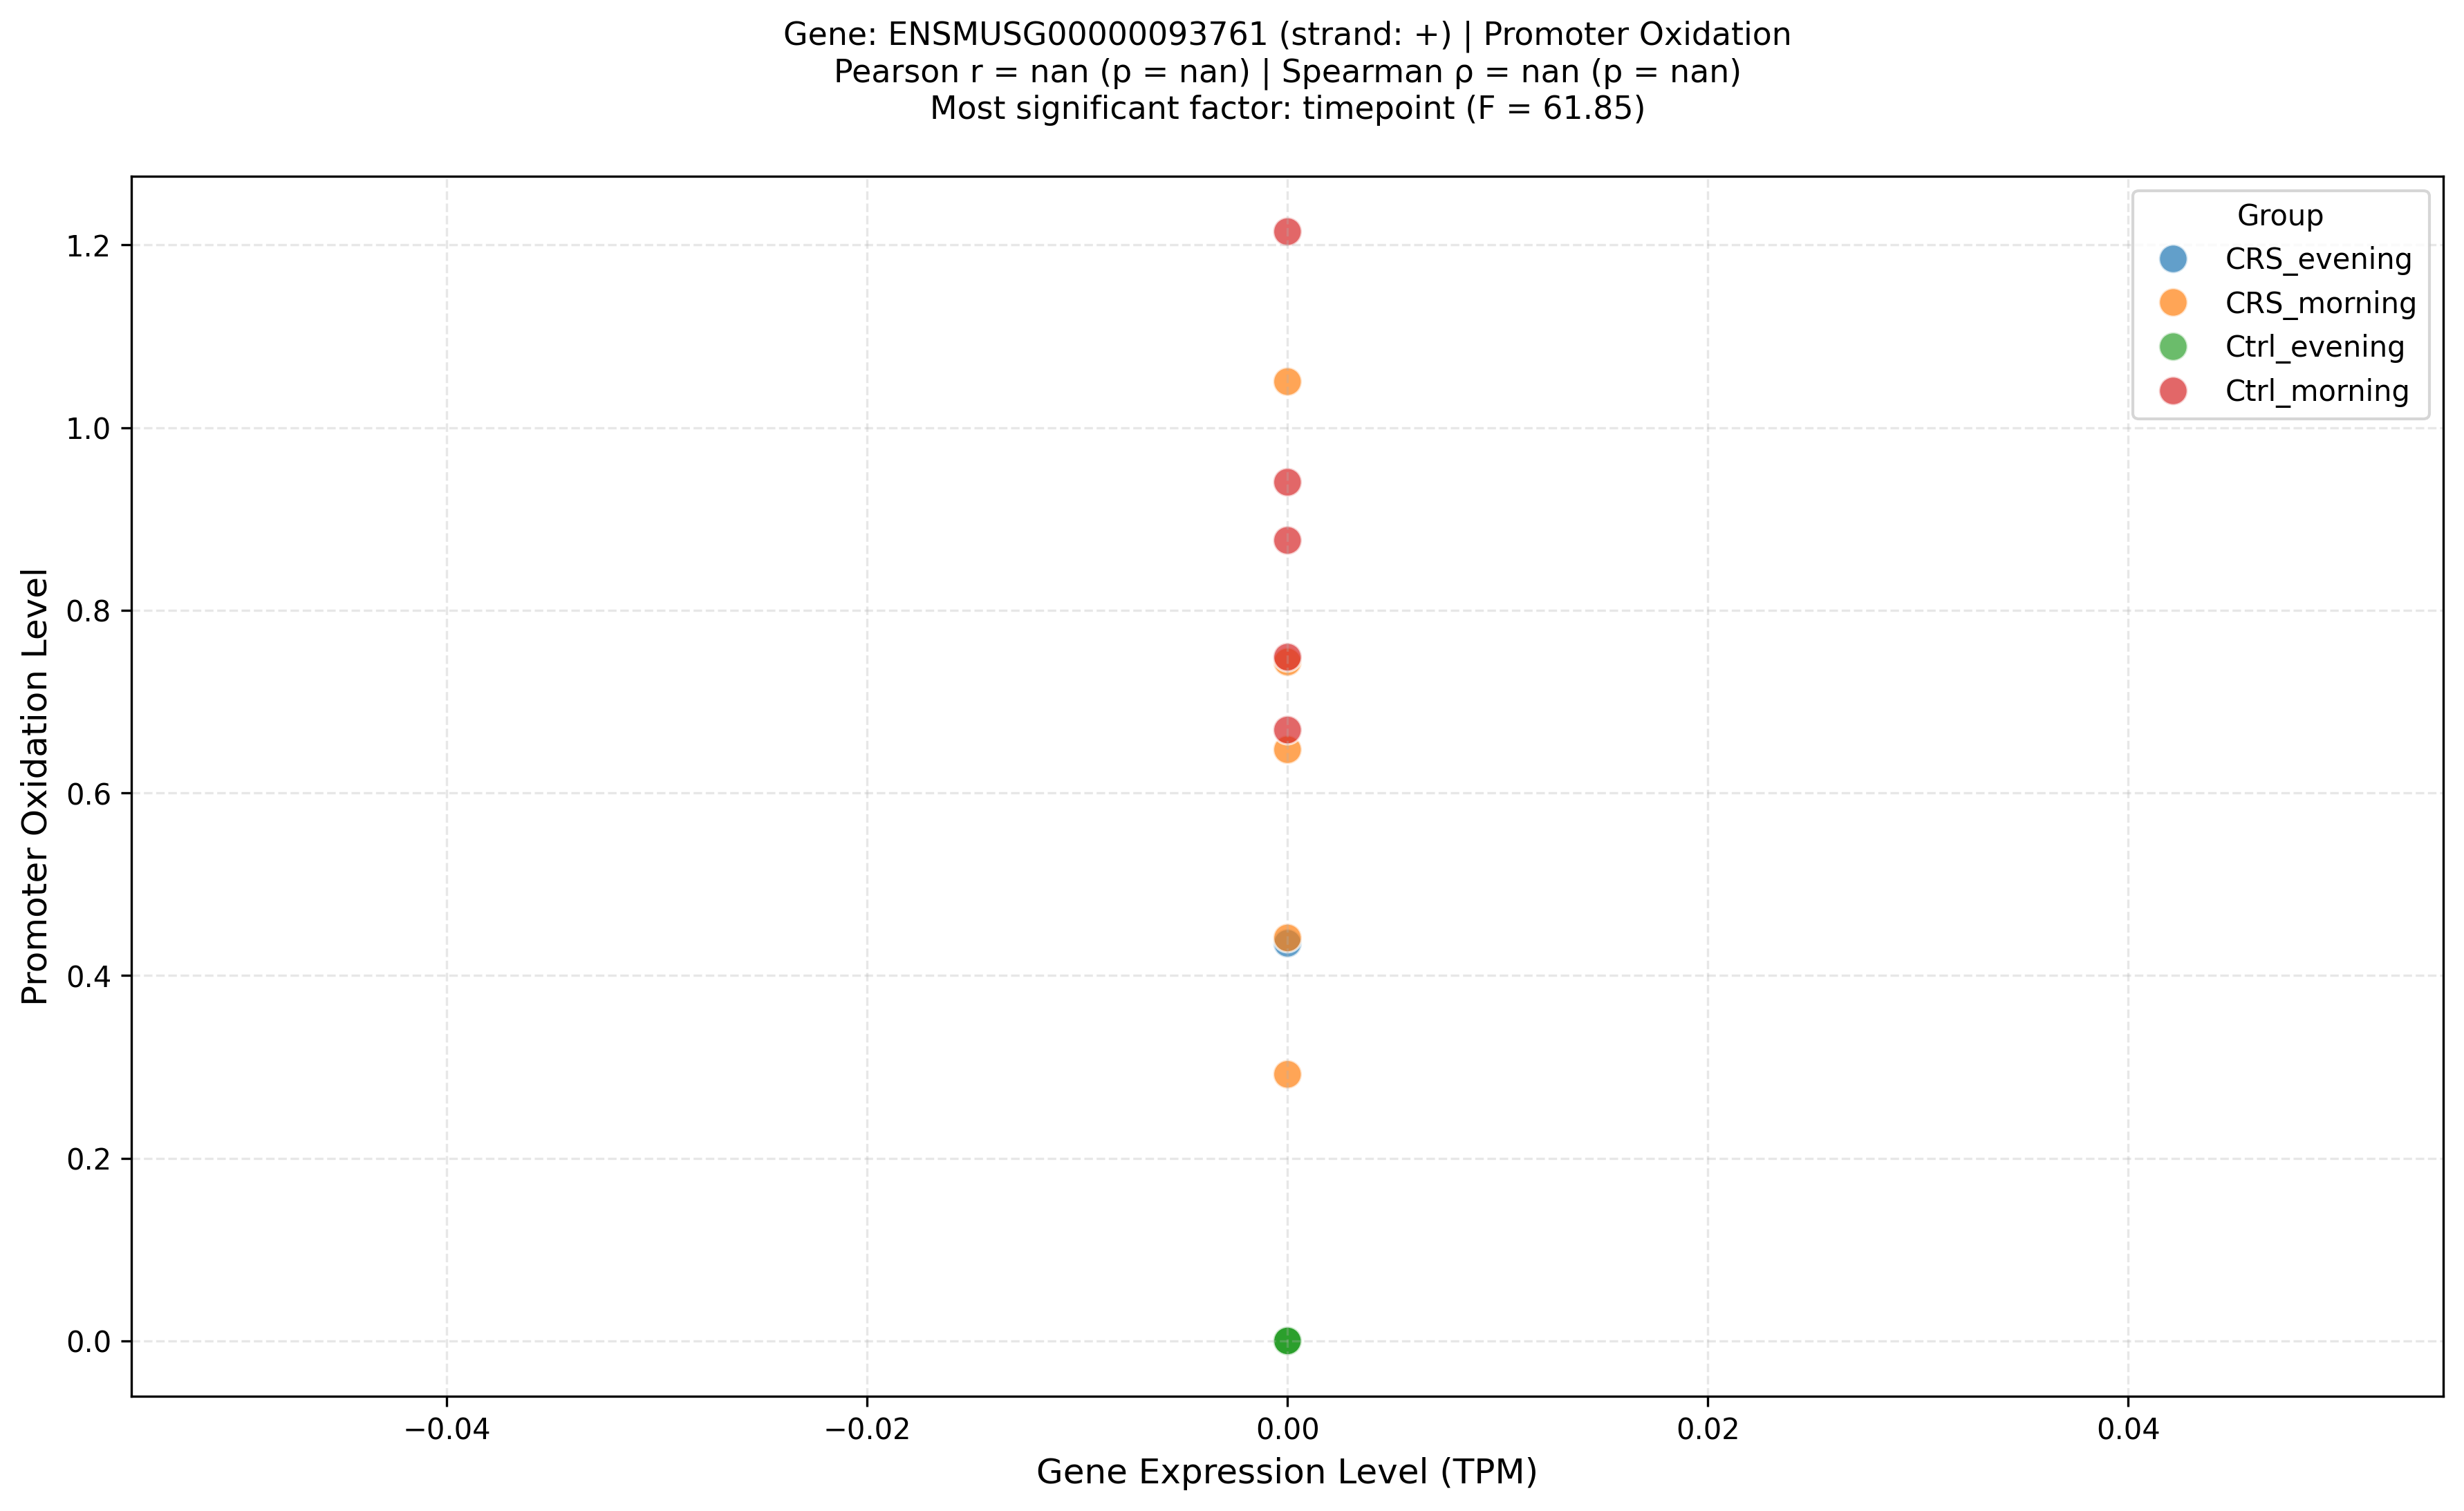 Gene: ENSMUSG00000093761 (strand: +) | Promoter Oxidation
Pearson r = nan (p = nan) | Spearman ρ = nan (p = nan)
Most significant factor: timepoint (F = 61.85)
Group
CRS_evening
CRS_morning
Ctrl_evening
Ctrl_morning
Promoter Oxidation Level
1.2
1.0
0.8
0.6
0.4
0.2
0.0
−0.04
−0.02
0.00
0.02
0.04
Gene Expression Level (TPM)